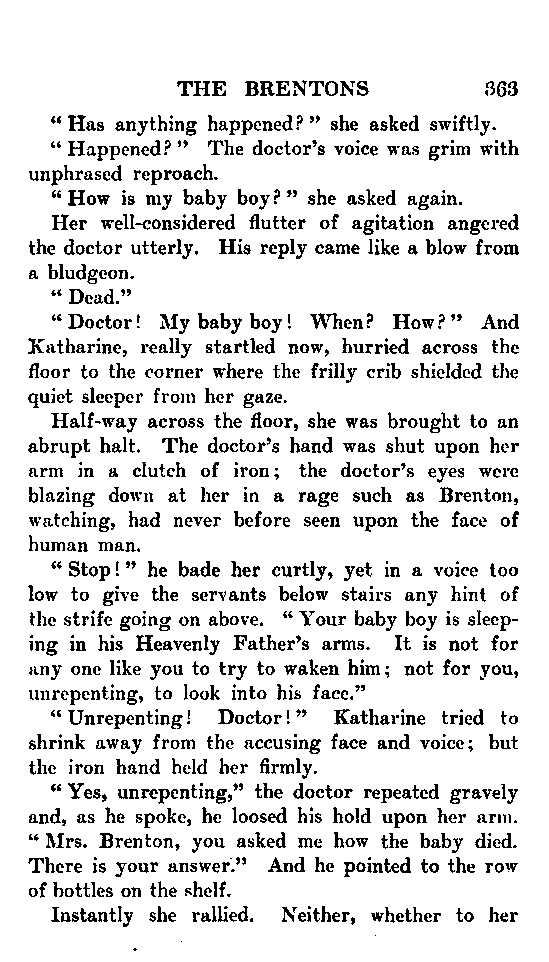 THE BRENTONS 363
“ Has anything happened? ” she asked swiftly.
“ Happened? ” The doctor’s voice was grim with
unphrased reproach.
“ How is my baby boy? ” she asked again.
Her well-considered flutter of agitation angered
the doctor utterly. His reply came like a blow from
a bludgeon.
“ Dead.”
“ Doctor! My baby boy! When? How? ” And
Katharine, really startled now, hurried across the
floor to the corner where the frilly crib shielded the
quiet sleeper from her gaze.
Half-way across the floor, she was brought to an
abrupt halt. The doctor’s hand was shut upon her
arm in a clutch of iron; the doctor’s eyes were
blazing down at her in a rage such as Brenton,
watching, had never before seen upon the face of
human man.
“ Stop! ” he bade her curtly, yet in a voice too
low to give the servants below stairs any hint of
the strife going on above. “ Your baby boy is sleep-
ing in his Heavenly Father’s arms. It is not for
any one like you to try to waken him; not for you,
unrepenting, to look into his face.”
“ Unrepenting! Doctor! ” Katharine tried to
shrink away from the accusing face and voice; but
the iron hand held her firmly.
“ Yes, unrepenting,” the doctor repeated gravely
and, as he spoke, he loosed his hold upon her arm.
“ Mrs. Brenton, you asked me how the baby died.
There is your answer.” And he pointed to the row
of bottles on the shelf.
Instantly she rallied. Neither, whether to her